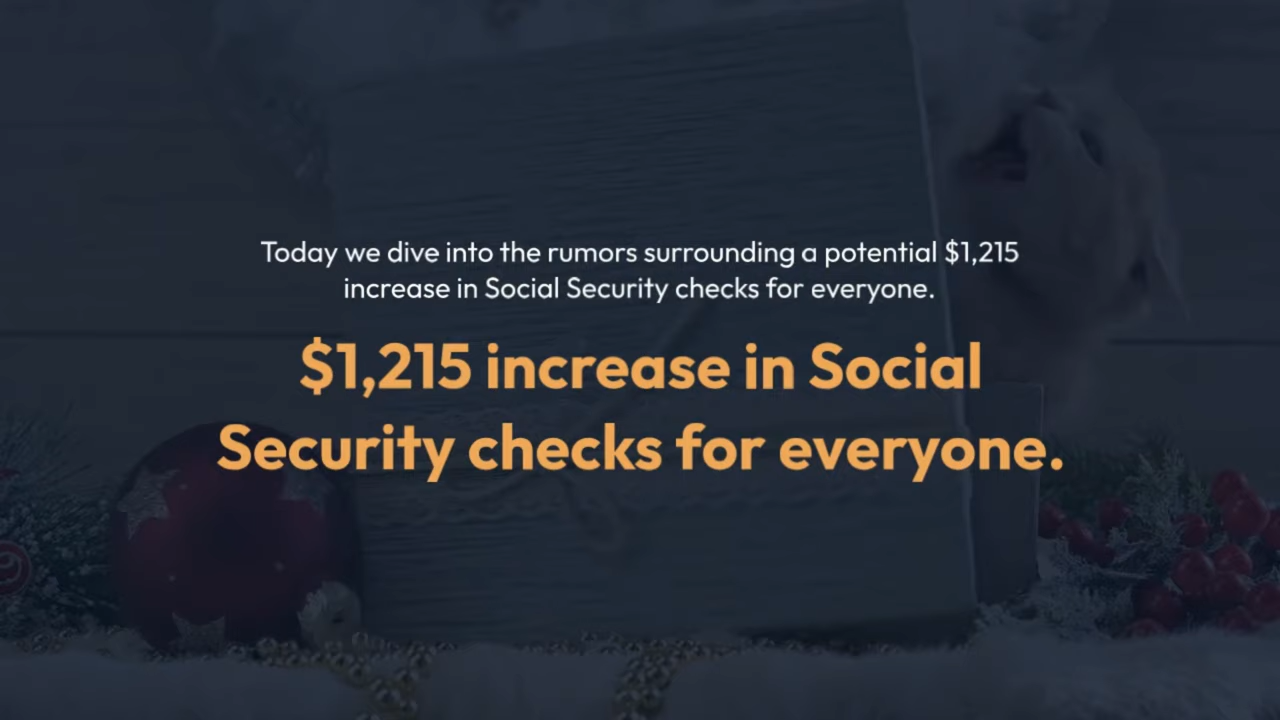 Today we dive into the rumors surrounding a potential $1,215
increase in Social Security checks for everyone.
$1,215 increase in Social
Security checks for everyone.